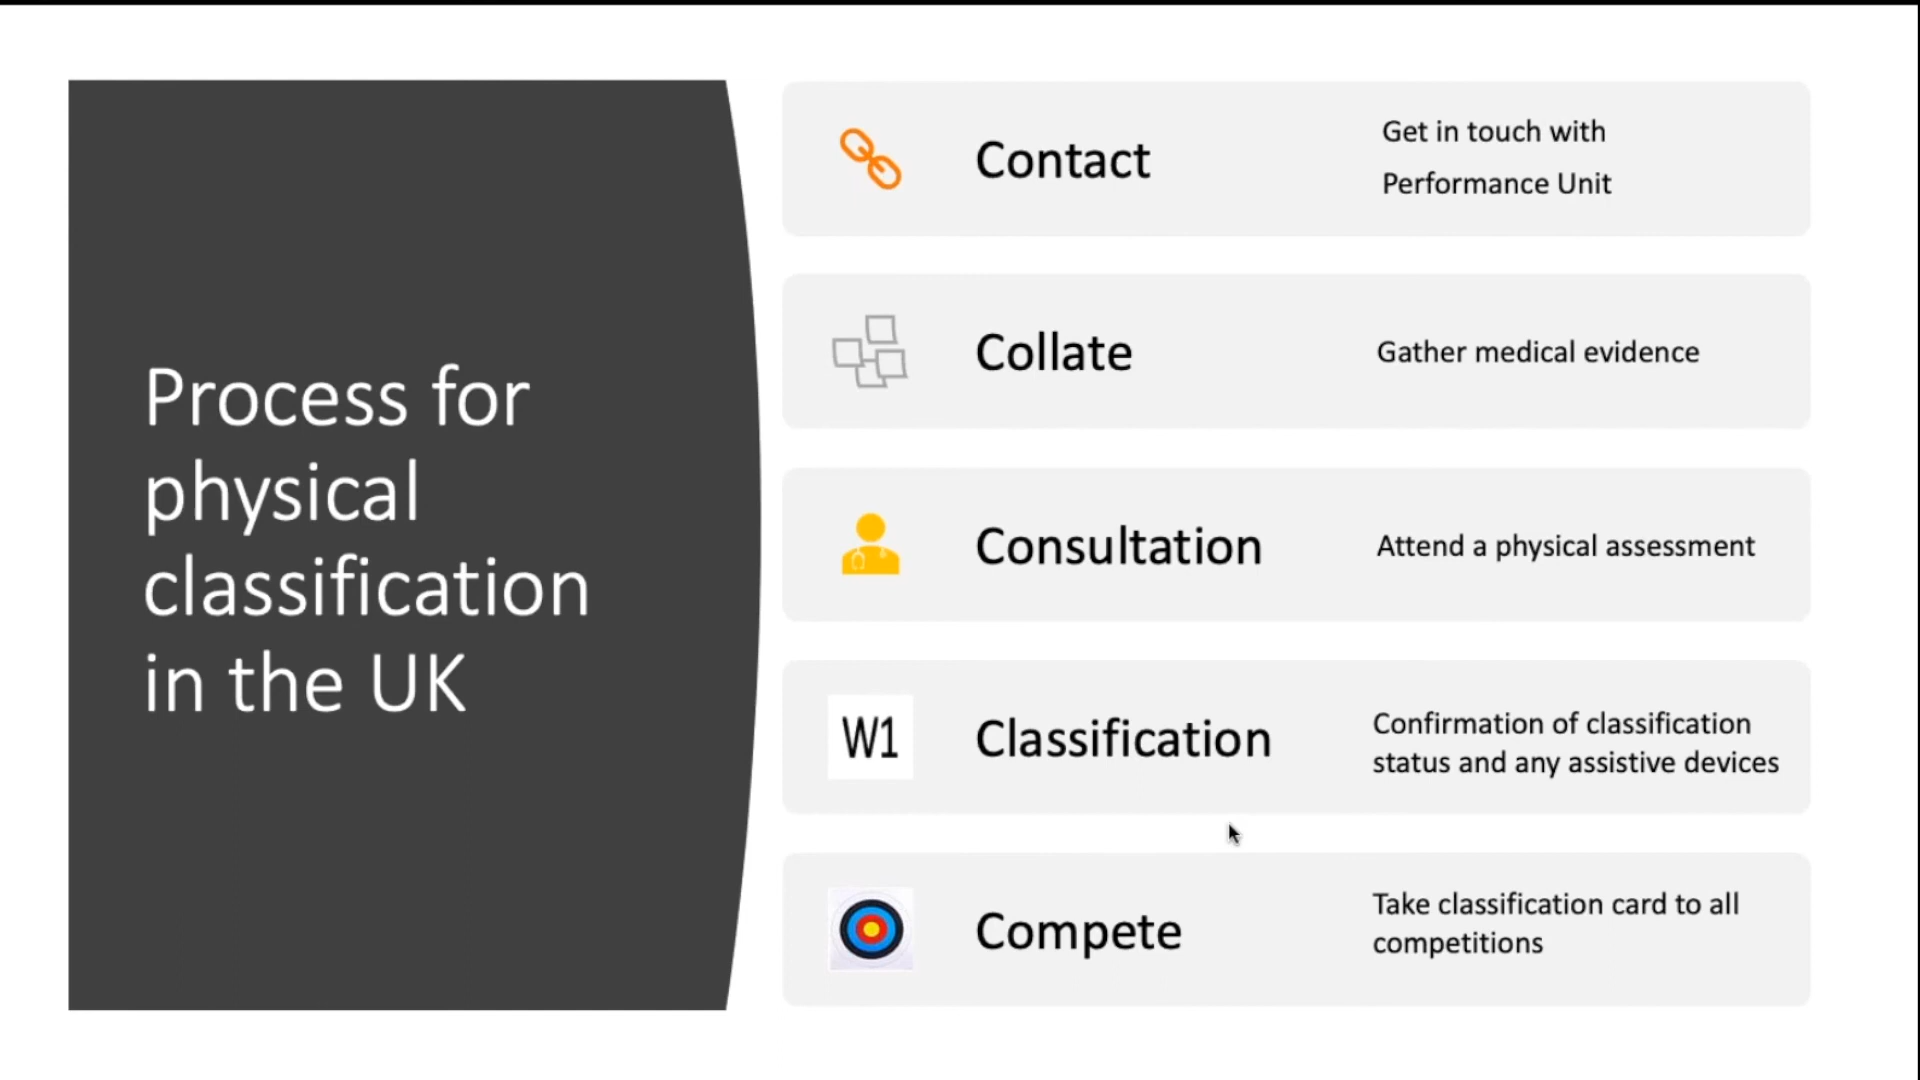 Process for
physical
classification
in the UK
Contact
Get in touch with
Performance Unit
Collate
Gather medical evidence
Consultation
Attend a physical assessment
W1
Classification
Confirmation of classification
status and any assistive devices
Compete
Take classification card to all
competitions